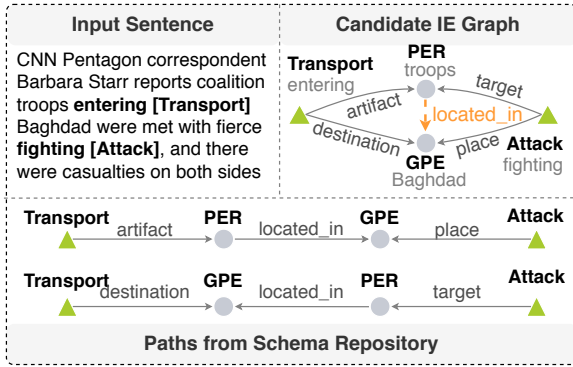 Input Sentence
CNN Pentagon correspondent
Barbara Starr reports coalition
troops entering [Transport]
Baghdad were met with fierce
fighting [Attack], and there
were casualties on both sides
Candidate IE Graph
PER
troops
Transport
entering
artifact
target
located_in
destination
place
GPE
Baghdad
Attack
fighting
Transport PER GPE Attack
artifact located_in place
Transport GPE PER Attack
destination located_in target
Paths from Schema Repository